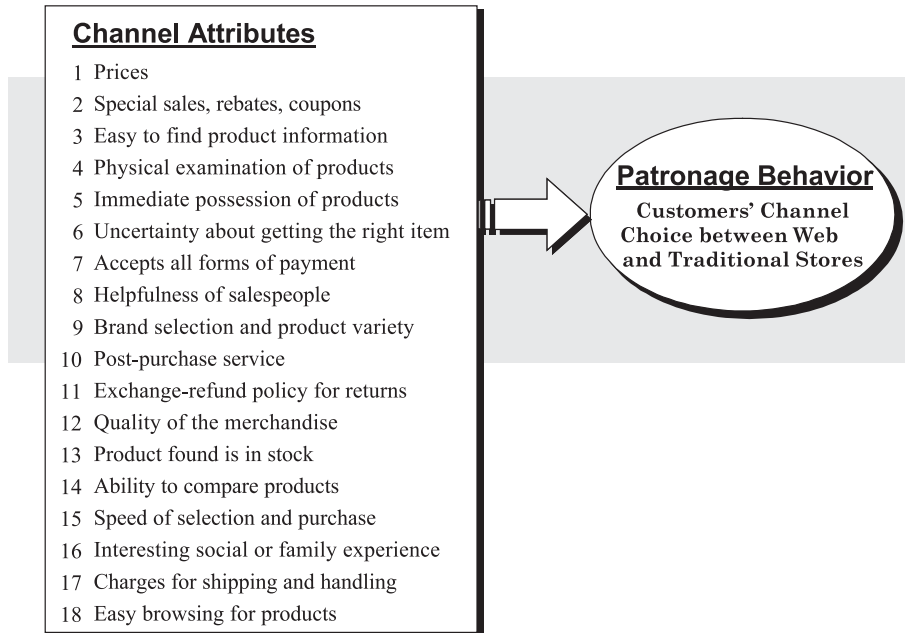 Channel Attributes
1 Prices
2 Special sales, rebates, coupons
3 Easy to find product information
4 Physical examination of products
5 Immediate possession of products
6 Uncertainty about getting the right item
7 Accepts all forms of payment
8 Helpfulness of salespeople
9 Brand selection and product variety
10 Post-purchase service
11 Exchange-refund policy for returns
12 Quality of the merchandise
13 Product found is in stock
14 Ability to compare products
15 Speed of selection and purchase
16 Interesting social or family experience
17 Charges for shipping and handling
18 Easy browsing for products
Patronage Behavior
Customers’ Channel
Choice between Web
and Traditional Stores